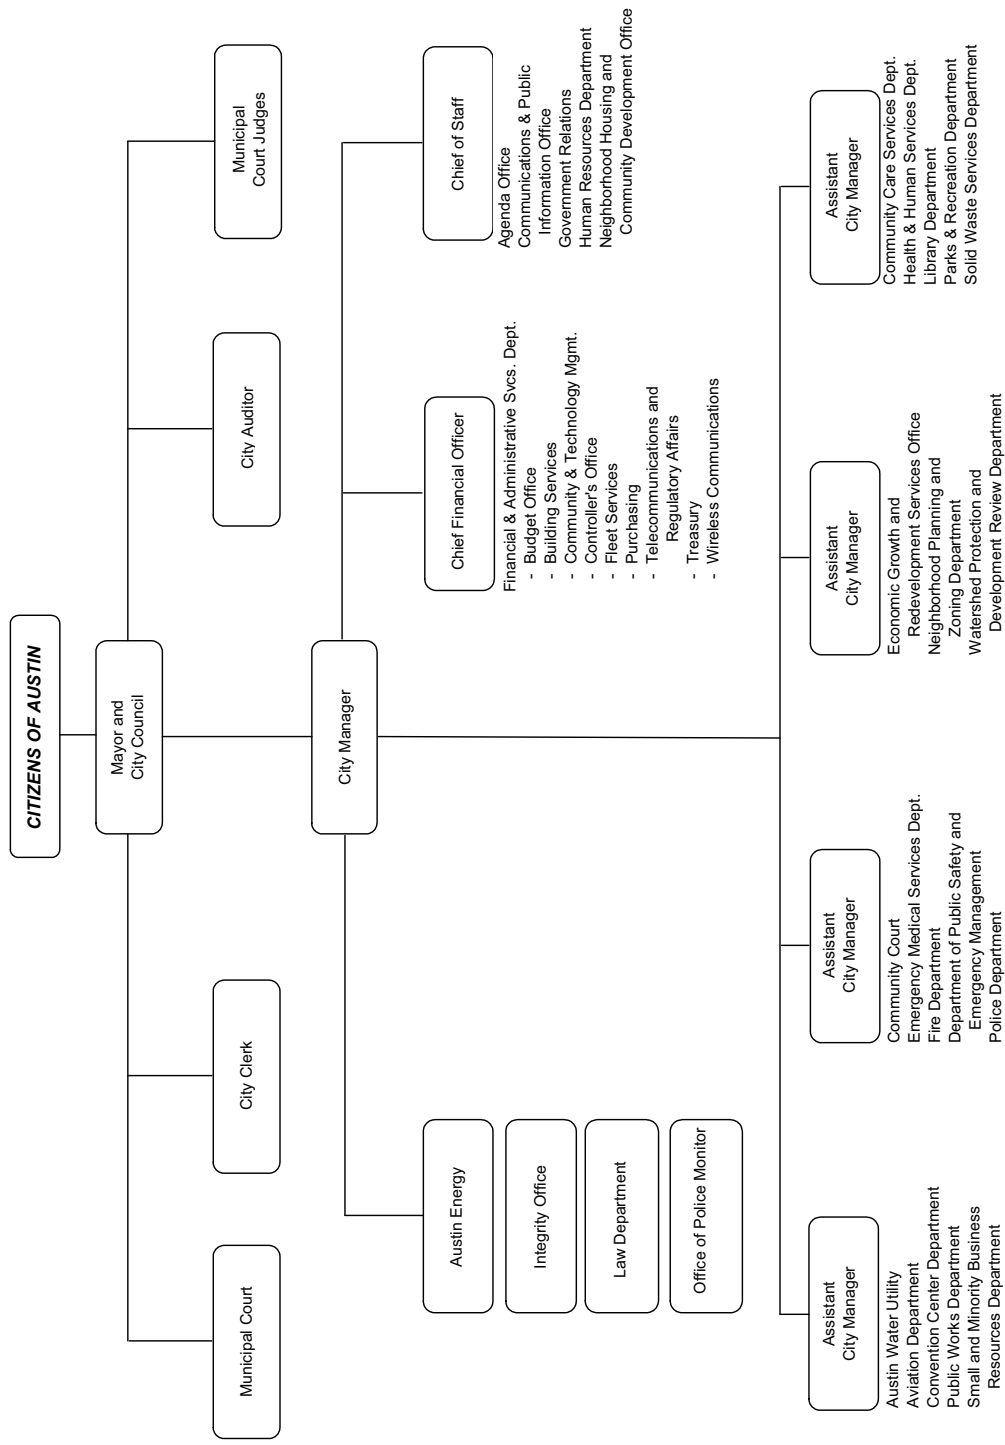 CITIZENS OF AUSTIN
Mayor and
City Council
Municipal Court
City Clerk
City Auditor
Municipal
Court Judges
City Manager
Austin Energy
Integrity Office
Law Department
Office of Police Monitor
Chief Financial Officer
Financial & Administrative Svcs. Dept.
- Budget Office
- Building Services
- Community & Technology Mgmt.
- Controller's Office
- Fleet Services
- Purchasing
- Telecommunications and
Regulatory Affairs
- Treasury
- Wireless Communications
Chief of Staff
Agenda Office
Communications & Public
Information Office
Government Relations
Human Resources Department
Neighborhood Housing and
Community Development Office
Assistant
City Manager
Austin Water Utility
Aviation Department
Convention Center Department
Public Works Department
Small and Minority Business
Resources Department
Assistant
City Manager
Community Court
Emergency Medical Services Dept.
Fire Department
Department of Public Safety and
Emergency Management
Police Department
Assistant
City Manager
Economic Growth and
Redevelopment Services Office
Neighborhood Planning and
Zoning Department
Watershed Protection and
Development Review Department
Assistant
City Manager
Community Care Services Dept.
Health & Human Services Dept.
Library Department
Parks & Recreation Department
Solid Waste Services Department